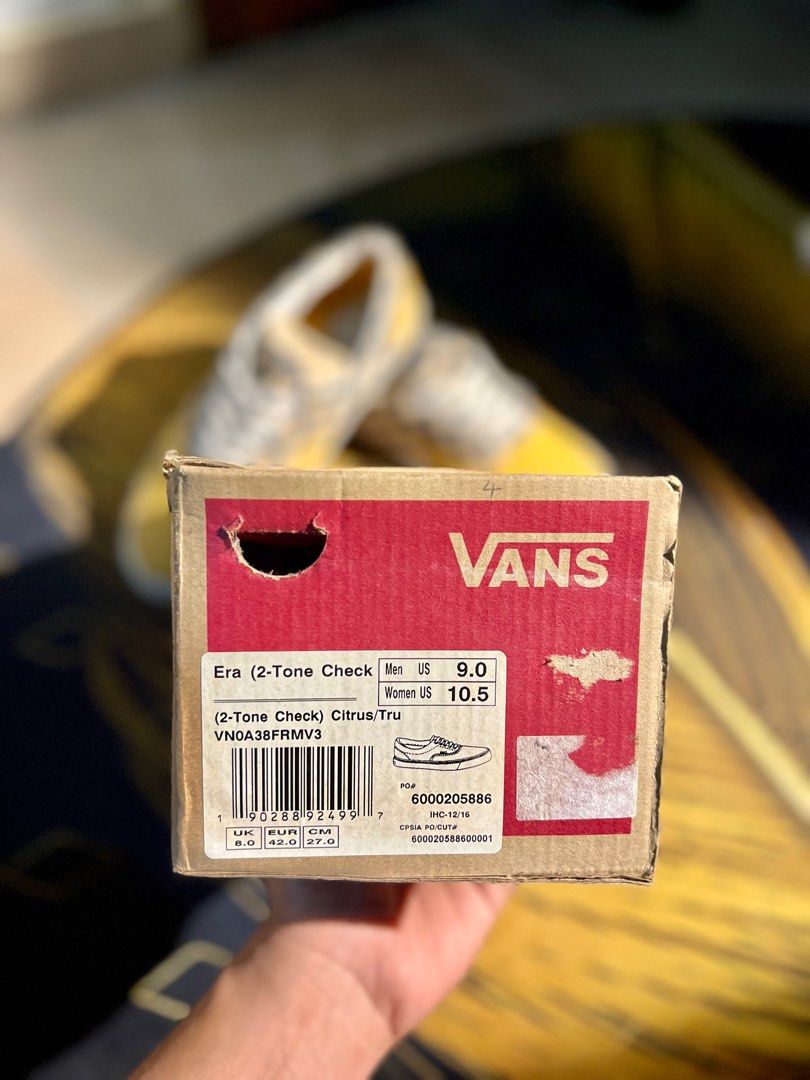 4
VANS
Era (2-Tone Check
Men US 9.0
Women US 10.5
(2-Tone Check) Citrus/Tru
VN0A38FRMV3
1 90288 92499 7
PO#
6000205886
IHC-12/16
CPSIA PO/CUT#
600020588600001
UK EUR CM
8.0 42.0 27.0